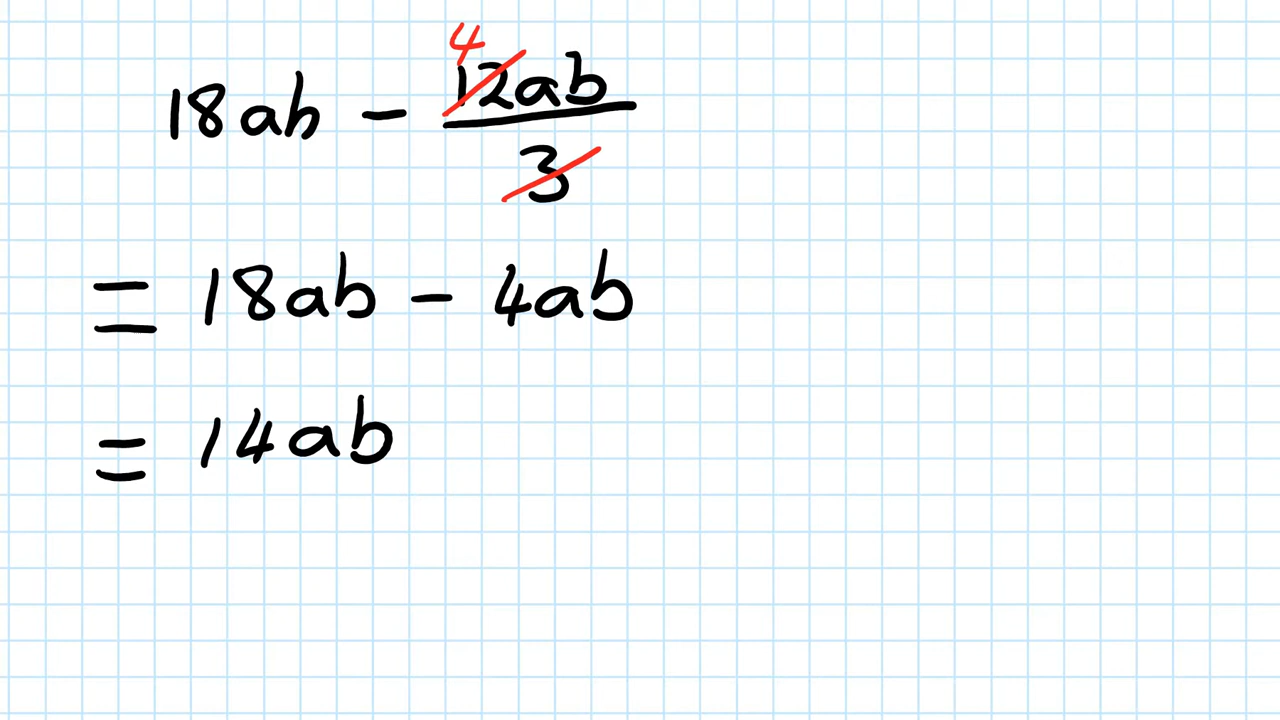 4
18ab - 12ab/3
= 18ab - 4ab
= 14ab